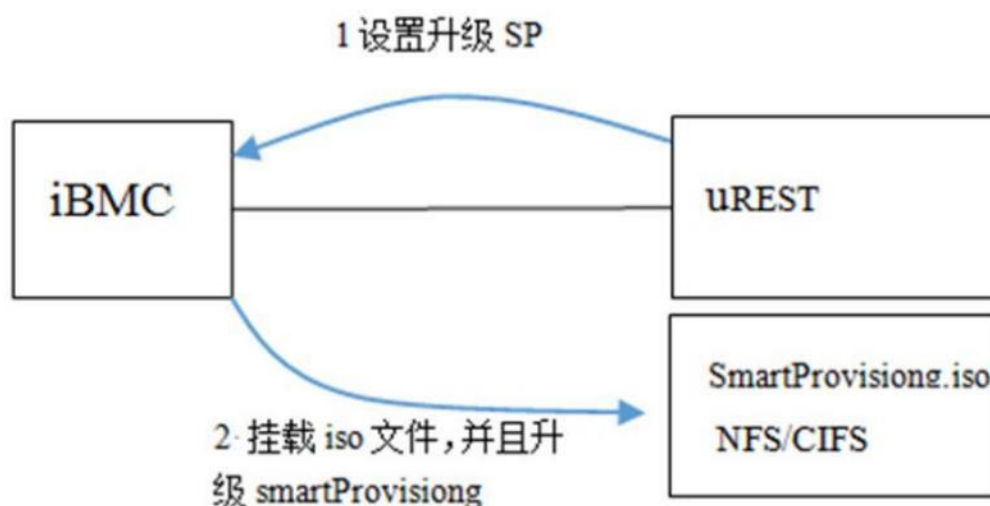 1 设置升级 SP
iBMC
uREST
SmartProvisiong.iso
NFS/CIFS
2 挂载 iso 文件，并且升
级 smartProvisiong